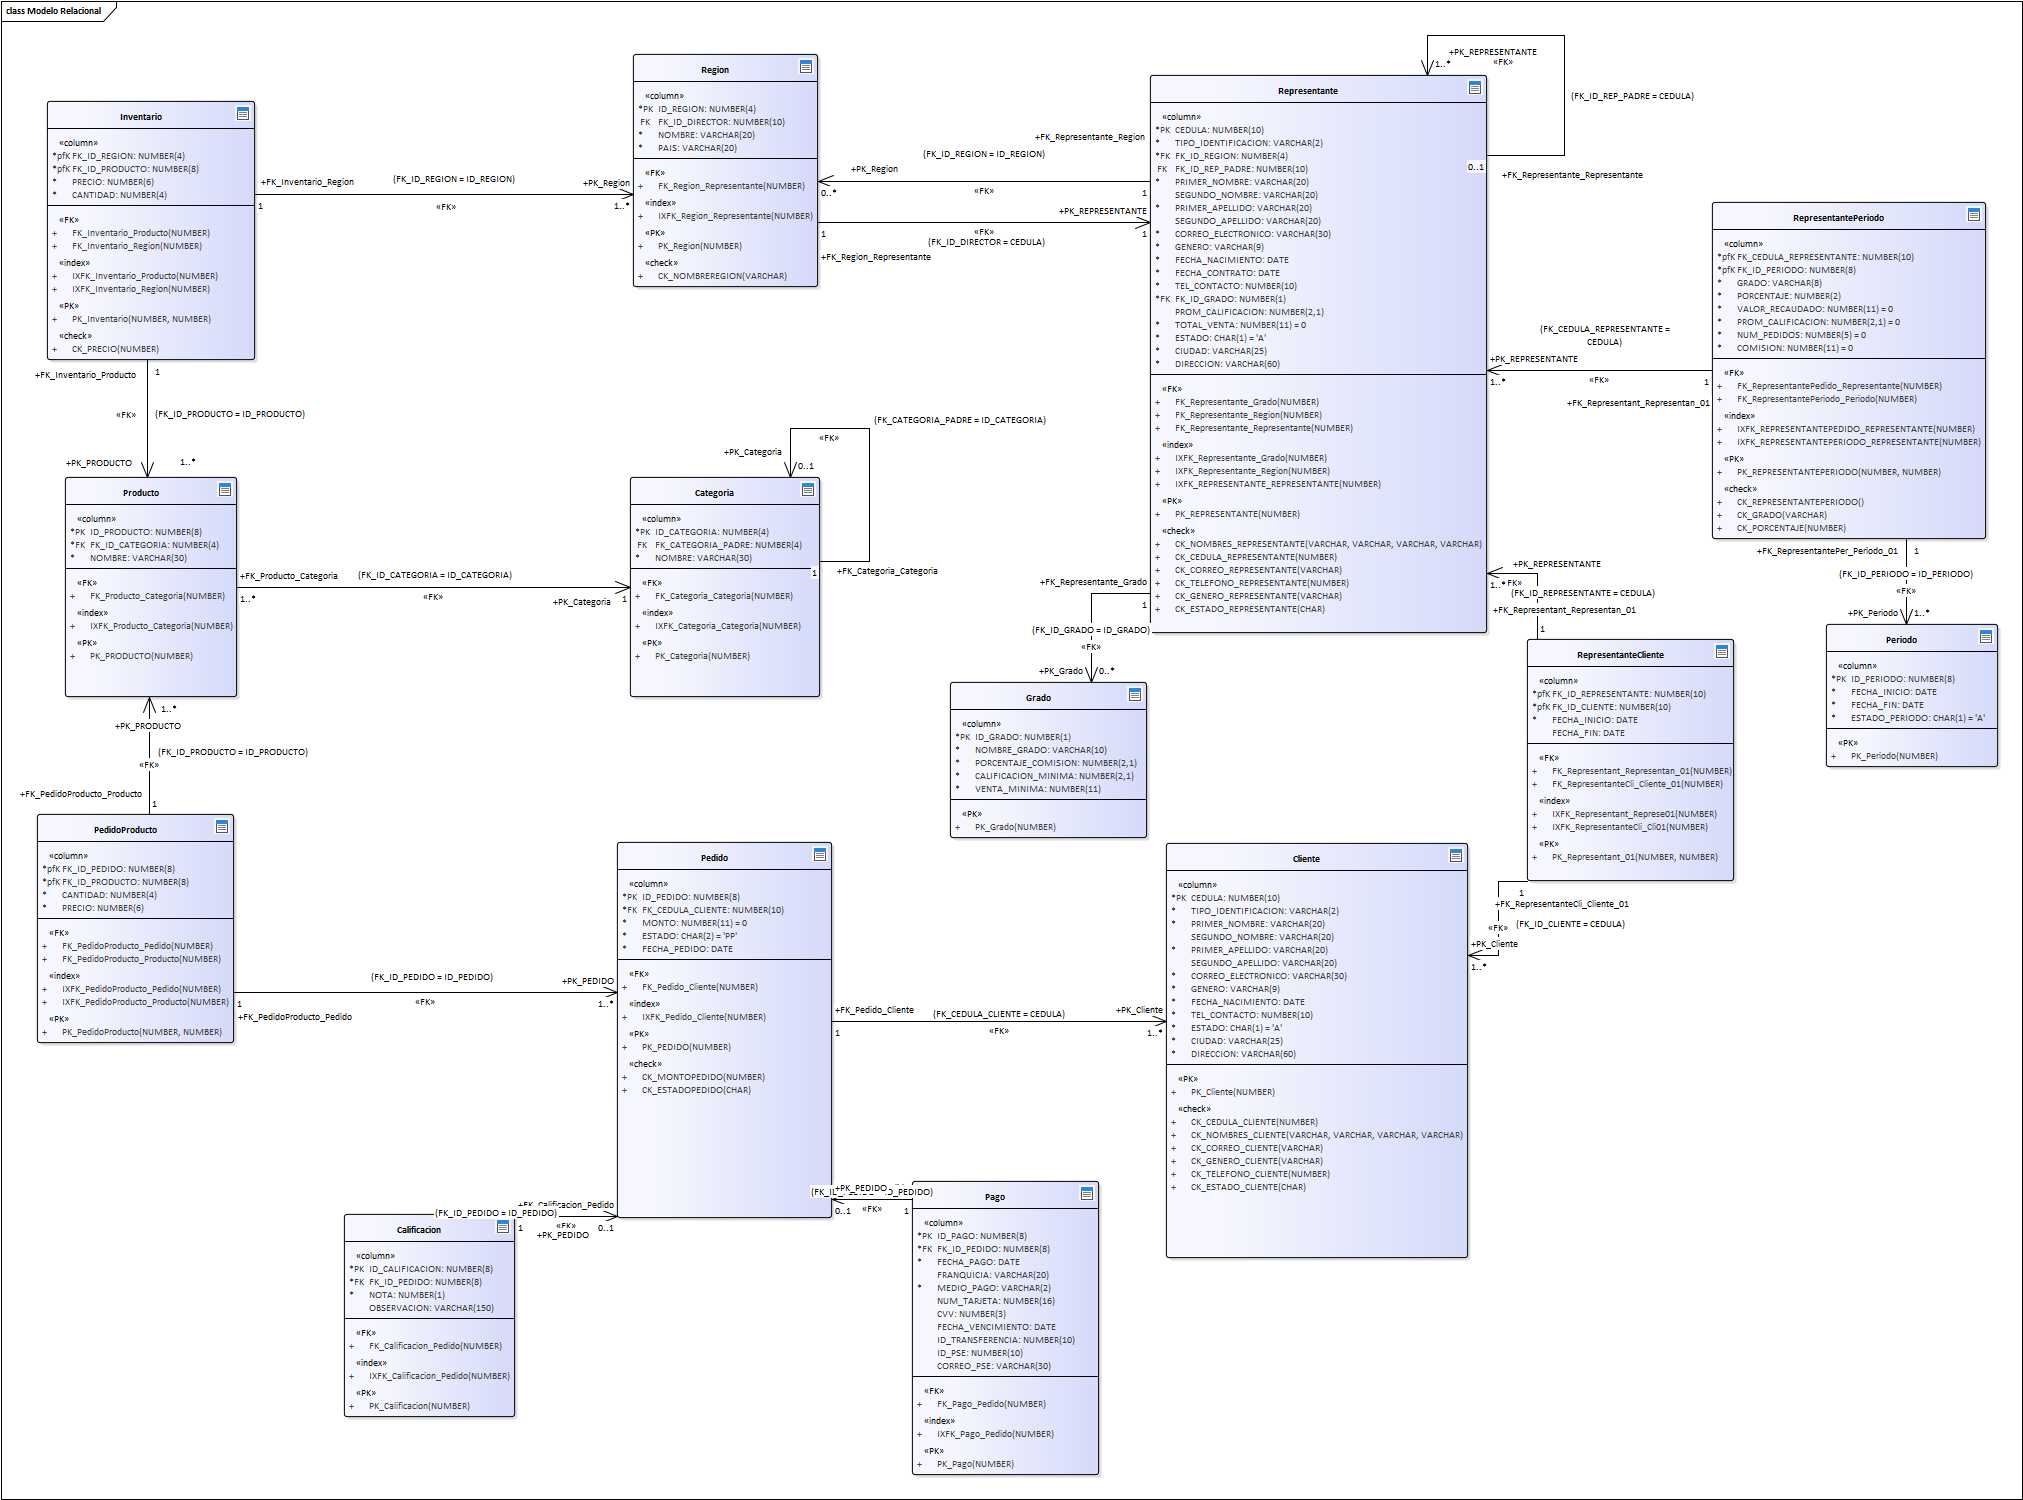 class Modelo Relacional
Region
«column»
*PK ID_REGION: NUMBER(4)
FK FK_ID_DIRECTOR: NUMBER(10)
* NOMBRE: VARCHAR(20)
* PAIS: VARCHAR(20)
«FK»
+ FK_Region_Representante(NUMBER)
«index»
+ IXFK_Region_Representante(NUMBER)
«PK»
+ PK_Region(NUMBER)
«check»
+ CK_NOMBREREGION(VARCHAR)
Inventario
«column»
*pfK FK_ID_REGION: NUMBER(4)
*pfK FK_ID_PRODUCTO: NUMBER(8)
* PRECIO: NUMBER(6)
* CANTIDAD: NUMBER(4)
«FK»
+ FK_Inventario_Producto(NUMBER)
+ FK_Inventario_Region(NUMBER)
«index»
+ IXFK_Inventario_Producto(NUMBER)
+ IXFK_Inventario_Region(NUMBER)
«PK»
+ PK_Inventario(NUMBER, NUMBER)
«check»
+ CK_PRECIO(NUMBER)
+FK_Inventario_Region
(FK_ID_REGION = ID_REGION)
+PK_Region
1
«FK»
1..*
+FK_Representante_Region
(FK_ID_REGION = ID_REGION)
+PK_Region
0..*
«FK»
1
+PK_REPRESENTANTE
1
«FK»
1
(FK_ID_DIRECTOR = CEDULA)
+FK_Region_Representante
+PK_REPRESENTANTE
1..*
«FK»
(FK_ID_REP_PADRE = CEDULA)
0..1
+FK_Representante_Representante
Representante
«column»
*PK CEDULA: NUMBER(10)
* TIPO_IDENTIFICACION: VARCHAR(2)
*FK FK_ID_REGION: NUMBER(4)
FK FK_ID_REP_PADRE: NUMBER(10)
* PRIMER_NOMBRE: VARCHAR(20)
SEGUNDO_NOMBRE: VARCHAR(20)
* PRIMER_APELLIDO: VARCHAR(20)
SEGUNDO_APELLIDO: VARCHAR(20)
* CORREO_ELECTRONICO: VARCHAR(30)
* GENERO: VARCHAR(9)
* FECHA_NACIMIENTO: DATE
* FECHA_CONTRATO: DATE
* TEL_CONTACTO: NUMBER(10)
*FK FK_ID_GRADO: NUMBER(1)
PROM_CALIFICACION: NUMBER(2,1)
* TOTAL_VENTA: NUMBER(11) = 0
* ESTADO: CHAR(1) = 'A'
* CIUDAD: VARCHAR(25)
* DIRECCION: VARCHAR(60)
«FK»
+ FK_Representante_Grado(NUMBER)
+ FK_Representante_Region(NUMBER)
+ FK_Representante_Representante(NUMBER)
«index»
+ IXFK_Representante_Grado(NUMBER)
+ IXFK_Representante_Region(NUMBER)
+ IXFK_REPRESENTANTE_REPRESENTANTE(NUMBER)
«PK»
+ PK_REPRESENTANTE(NUMBER)
«check»
+ CK_NOMBRES_REPRESENTANTE(VARCHAR, VARCHAR, VARCHAR, VARCHAR)
+ CK_CEDULA_REPRESENTANTE(NUMBER)
+ CK_CORREO_REPRESENTANTE(VARCHAR)
+ CK_TELEFONO_REPRESENTANTE(NUMBER)
+ CK_GENERO_REPRESENTANTE(VARCHAR)
+ CK_ESTADO_REPRESENTANTE(CHAR)
RepresentantePeriodo
«column»
*pfK FK_CEDULA_REPRESENTANTE: NUMBER(10)
*pfK FK_ID_PERIODO: NUMBER(8)
* GRADO: VARCHAR(8)
* PORCENTAJE: NUMBER(2)
* VALOR_RECAUDADO: NUMBER(11) = 0
* PROM_CALIFICACION: NUMBER(2,1) = 0
* NUM_PEDIDOS: NUMBER(5) = 0
* COMISION: NUMBER(11) = 0
«FK»
+ FK_RepresentantePedido_Representante(NUMBER)
+ FK_RepresentantePeriodo_Periodo(NUMBER)
«index»
+ IXFK_REPRESENTANTEPEDIDO_REPRESENTANTE(NUMBER)
+ IXFK_REPRESENTANTEPERIODO_REPRESENTANTE(NUMBER)
«PK»
+ PK_REPRESENTANTEPERIODO(NUMBER, NUMBER)
«check»
+ CK_REPRESENTANTEPERIODO()
+ CK_GRADO(VARCHAR)
+ CK_PORCENTAJE(NUMBER)
(FK_CEDULA_REPRESENTANTE =
CEDULA)
+PK_REPRESENTANTE
1..*
«FK»
1
+FK_Representant_Representan_01
+FK_Inventario_Producto
1
«FK»
(FK_ID_PRODUCTO = ID_PRODUCTO)
+PK_PRODUCTO
1..*
Producto
«column»
*PK ID_PRODUCTO: NUMBER(8)
*FK FK_ID_CATEGORIA: NUMBER(4)
* NOMBRE: VARCHAR(30)
«FK»
+ FK_Producto_Categoria(NUMBER)
«index»
+ IXFK_Producto_Categoria(NUMBER)
«PK»
+ PK_PRODUCTO(NUMBER)
+FK_Producto_Categoria
(FK_ID_CATEGORIA = ID_CATEGORIA)
1..*
«FK»
+PK_Categoria
1
(FK_CATEGORIA_PADRE = ID_CATEGORIA)
«FK»
+PK_Categoria
0..1
Categoria
«column»
*PK ID_CATEGORIA: NUMBER(4)
FK FK_CATEGORIA_PADRE: NUMBER(4)
* NOMBRE: VARCHAR(30)
1
+FK_Categoria_Categoria
«FK»
+ FK_Categoria_Categoria(NUMBER)
«index»
+ IXFK_Categoria_Categoria(NUMBER)
«PK»
+ PK_Categoria(NUMBER)
+FK_Representante_Grado
1
(FK_ID_GRADO = ID_GRADO)
«FK»
+PK_Grado
0..*
Grado
«column»
*PK ID_GRADO: NUMBER(1)
* NOMBRE_GRADO: VARCHAR(10)
* PORCENTAJE_COMISION: NUMBER(2,1)
* CALIFICACION_MINIMA: NUMBER(2,1)
* VENTA_MINIMA: NUMBER(11)
«PK»
+ PK_Grado(NUMBER)
+PK_REPRESENTANTE
1..*
«FK»
(FK_ID_REPRESENTANTE = CEDULA)
+FK_Representant_Representan_01
1
RepresentanteCliente
«column»
*pfK FK_ID_REPRESENTANTE: NUMBER(10)
*pfK FK_ID_CLIENTE: NUMBER(10)
* FECHA_INICIO: DATE
FECHA_FIN: DATE
«FK»
+ FK_Representant_Representan_01(NUMBER)
+ FK_RepresentanteCli_Cliente_01(NUMBER)
«index»
+ IXFK_Representant_Represe01(NUMBER)
+ IXFK_RepresentanteCli_Cli01(NUMBER)
«PK»
+ PK_Representant_01(NUMBER, NUMBER)
+FK_RepresentantePer_Periodo_01
1
(FK_ID_PERIODO = ID_PERIODO)
«FK»
+PK_Periodo
1..*
Periodo
«column»
*PK ID_PERIODO: NUMBER(8)
* FECHA_INICIO: DATE
* FECHA_FIN: DATE
* ESTADO_PERIODO: CHAR(1) = 'A'
«PK»
+ PK_Periodo(NUMBER)
1..*
+PK_PRODUCTO
(FK_ID_PRODUCTO = ID_PRODUCTO)
«FK»
+FK_PedidoProducto_Producto
1
PedidoProducto
«column»
*pfK FK_ID_PEDIDO: NUMBER(8)
*pfK FK_ID_PRODUCTO: NUMBER(8)
* CANTIDAD: NUMBER(4)
* PRECIO: NUMBER(6)
«FK»
+ FK_PedidoProducto_Pedido(NUMBER)
+ FK_PedidoProducto_Producto(NUMBER)
«index»
+ IXFK_PedidoProducto_Pedido(NUMBER)
+ IXFK_PedidoProducto_Producto(NUMBER)
«PK»
+ PK_PedidoProducto(NUMBER, NUMBER)
(FK_ID_PEDIDO = ID_PEDIDO)
+PK_PEDIDO
1
«FK»
1..*
+FK_PedidoProducto_Pedido
Pedido
«column»
*PK ID_PEDIDO: NUMBER(8)
*FK FK_CEDULA_CLIENTE: NUMBER(10)
* MONTO: NUMBER(11) = 0
* ESTADO: CHAR(2) = 'PP'
* FECHA_PEDIDO: DATE
«FK»
+ FK_Pedido_Cliente(NUMBER)
«index»
+ IXFK_Pedido_Cliente(NUMBER)
«PK»
+ PK_PEDIDO(NUMBER)
«check»
+ CK_MONTOPEDIDO(NUMBER)
+ CK_ESTADOPEDIDO(CHAR)
+FK_Pedido_Cliente
(FK_CEDULA_CLIENTE = CEDULA)
+PK_Cliente
1
«FK»
1..*
Cliente
«column»
*PK CEDULA: NUMBER(10)
* TIPO_IDENTIFICACION: VARCHAR(2)
* PRIMER_NOMBRE: VARCHAR(20)
SEGUNDO_NOMBRE: VARCHAR(20)
* PRIMER_APELLIDO: VARCHAR(20)
SEGUNDO_APELLIDO: VARCHAR(20)
* CORREO_ELECTRONICO: VARCHAR(30)
* GENERO: VARCHAR(9)
* FECHA_NACIMIENTO: DATE
* TEL_CONTACTO: NUMBER(10)
* ESTADO: CHAR(1) = 'A'
* CIUDAD: VARCHAR(25)
* DIRECCION: VARCHAR(60)
«PK»
+ PK_Cliente(NUMBER)
«check»
+ CK_CEDULA_CLIENTE(NUMBER)
+ CK_NOMBRES_CLIENTE(VARCHAR, VARCHAR, VARCHAR, VARCHAR)
+ CK_CORREO_CLIENTE(VARCHAR)
+ CK_GENERO_CLIENTE(VARCHAR)
+ CK_TELEFONO_CLIENTE(NUMBER)
+ CK_ESTADO_CLIENTE(CHAR)
1
+FK_RepresentanteCli_Cliente_01
«FK»
(FK_ID_CLIENTE = CEDULA)
+PK_Cliente
1..*
+FK_Calificacion_Pedido
(FK_ID_PEDIDO = ID_PEDIDO)
1
«FK»
0..1
+PK_PEDIDO
Calificacion
«column»
*PK ID_CALIFICACION: NUMBER(8)
*FK FK_ID_PEDIDO: NUMBER(8)
* NOTA: NUMBER(1)
OBSERVACION: VARCHAR(150)
«FK»
+ FK_Calificacion_Pedido(NUMBER)
«index»
+ IXFK_Calificacion_Pedido(NUMBER)
«PK»
+ PK_Calificacion(NUMBER)
+PK_PEDIDO
0..1
«FK»
1
Pago
«column»
*PK ID_PAGO: NUMBER(8)
*FK FK_ID_PEDIDO: NUMBER(8)
* FECHA_PAGO: DATE
FRANQUICIA: VARCHAR(20)
* MEDIO_PAGO: VARCHAR(2)
NUM_TARJETA: NUMBER(16)
CVV: NUMBER(3)
FECHA_VENCIMIENTO: DATE
ID_TRANSFERENCIA: NUMBER(10)
ID_PSE: NUMBER(10)
CORREO_PSE: VARCHAR(30)
«FK»
+ FK_Pago_Pedido(NUMBER)
«index»
+ IXFK_Pago_Pedido(NUMBER)
«PK»
+ PK_Pago(NUMBER)